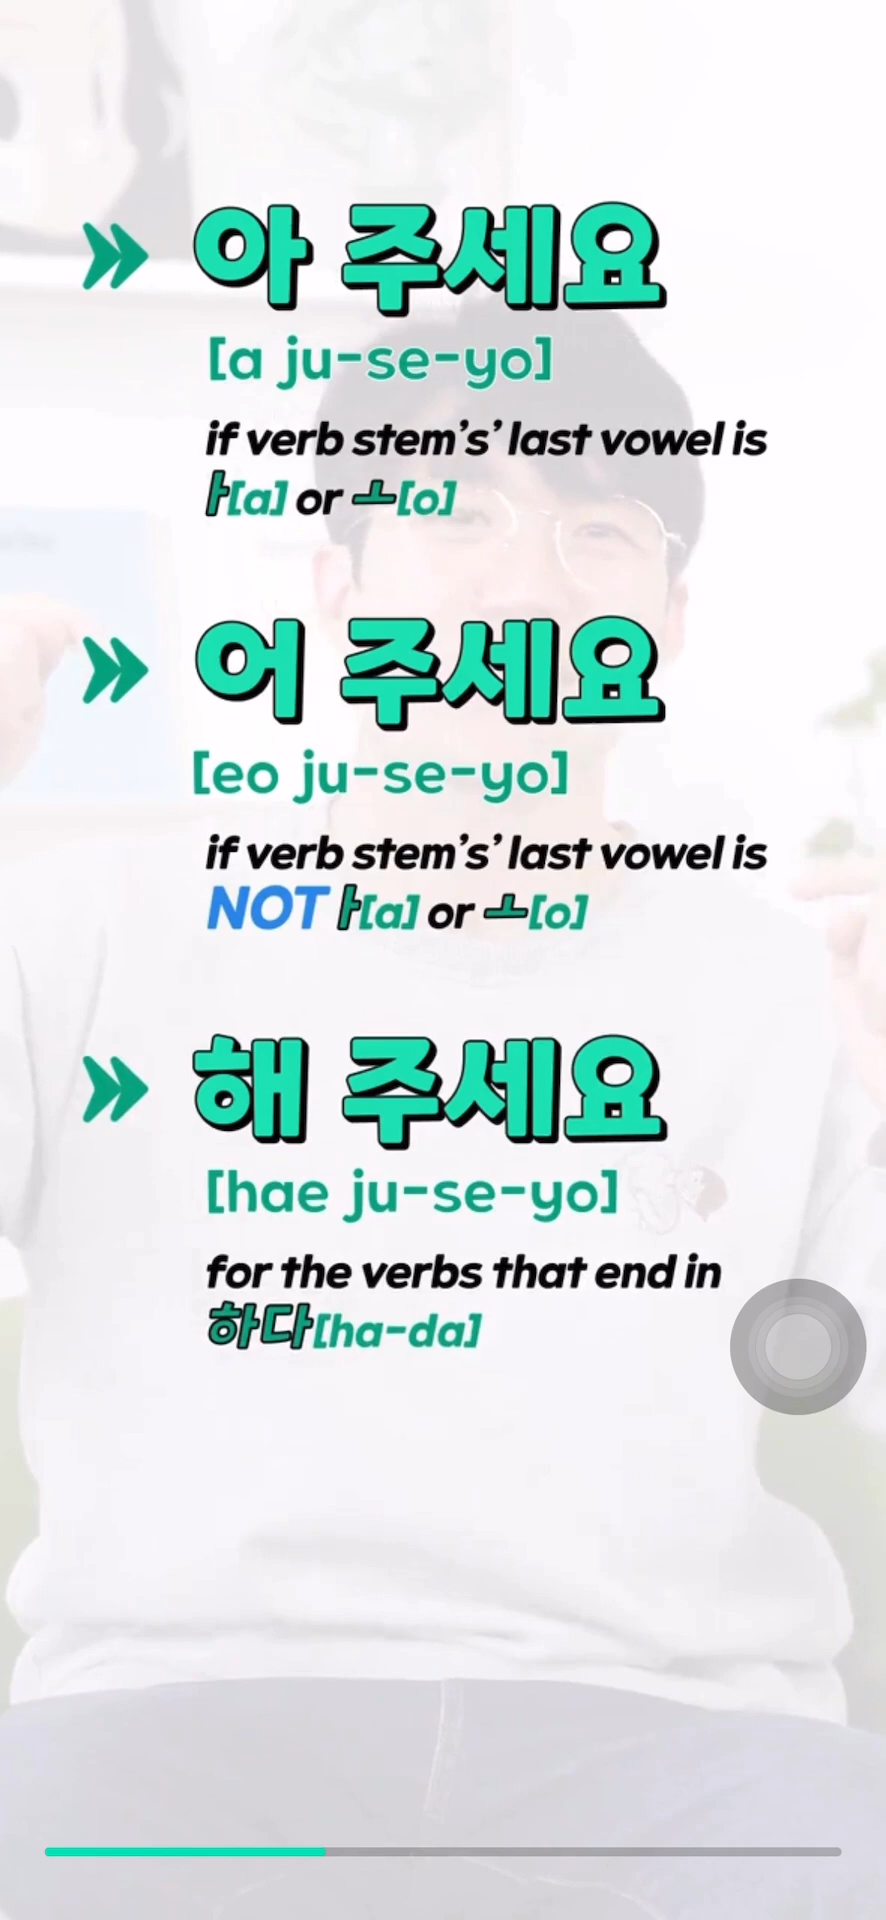 아 주세요
[a ju-se-yo]
if verb stem's' last vowel is
ㅏ[a] or ㅗ[o]
어 주세요
[eo ju-se-yo]
if verb stem's' last vowel is
NOT ㅏ[a] or ㅗ[o]
해 주세요
[hae ju-se-yo]
for the verbs that end in
하다[ha-da]